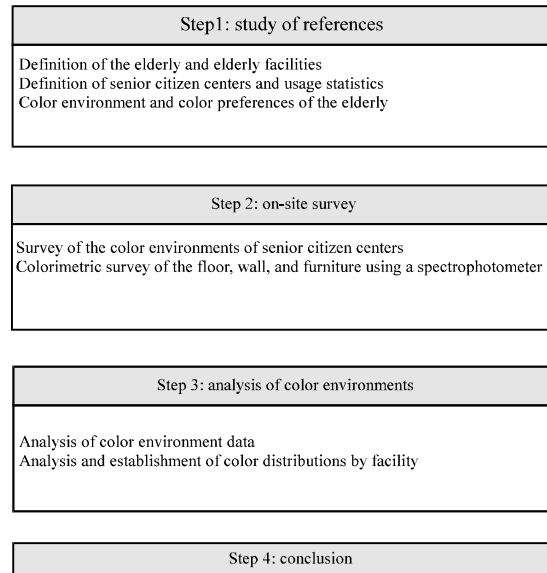 Step1: study of references
Definition of the elderly and elderly facilities
Definition of senior citizen centers and usage statistics
Color environment and color preferences of the elderly
Step 2: on-site survey
Survey of the color environments of senior citizen centers
Colorimetric survey of the floor, wall, and furniture using a spectrophotometer
Step 3: analysis of color environments
Analysis of color environment data
Analysis and establishment of color distributions by facility
Step 4: conclusion